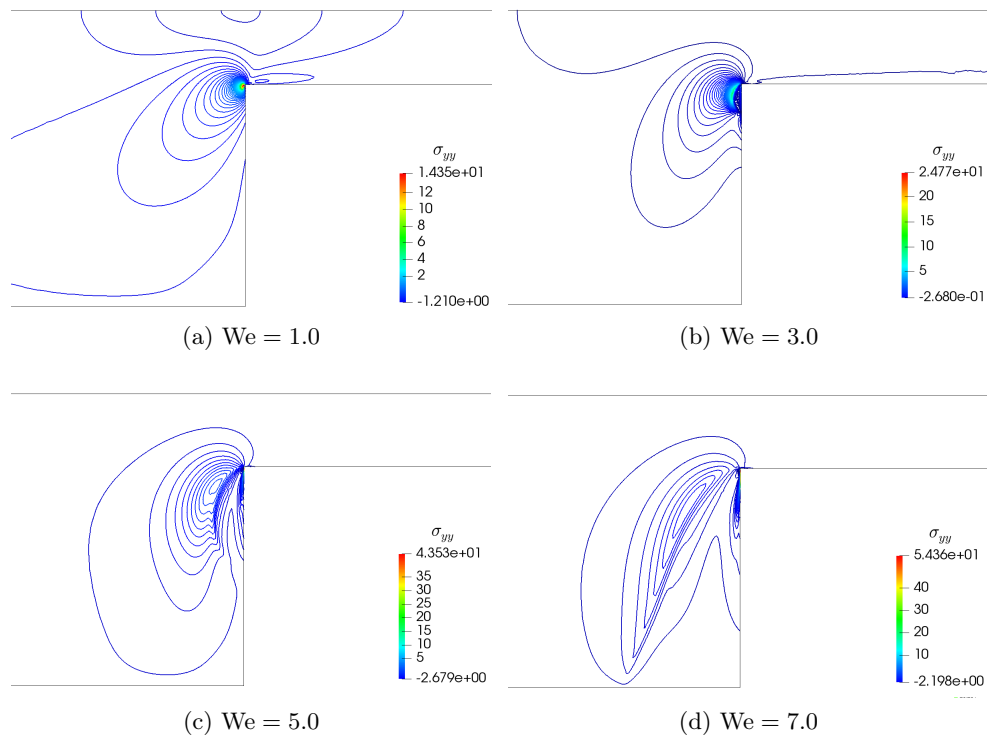 σyy
1.435e+01
12
10
8
6
4
2
-1.210e+00
(a) We = 1.0
σyy
2.477e+01
20
15
10
5
-2.680e-01
(b) We = 3.0
σyy
4.353e+01
35
30
25
20
15
10
5
-2.679e+00
(c) We = 5.0
σyy
5.436e+01
40
30
20
10
-2.198e+00
(d) We = 7.0